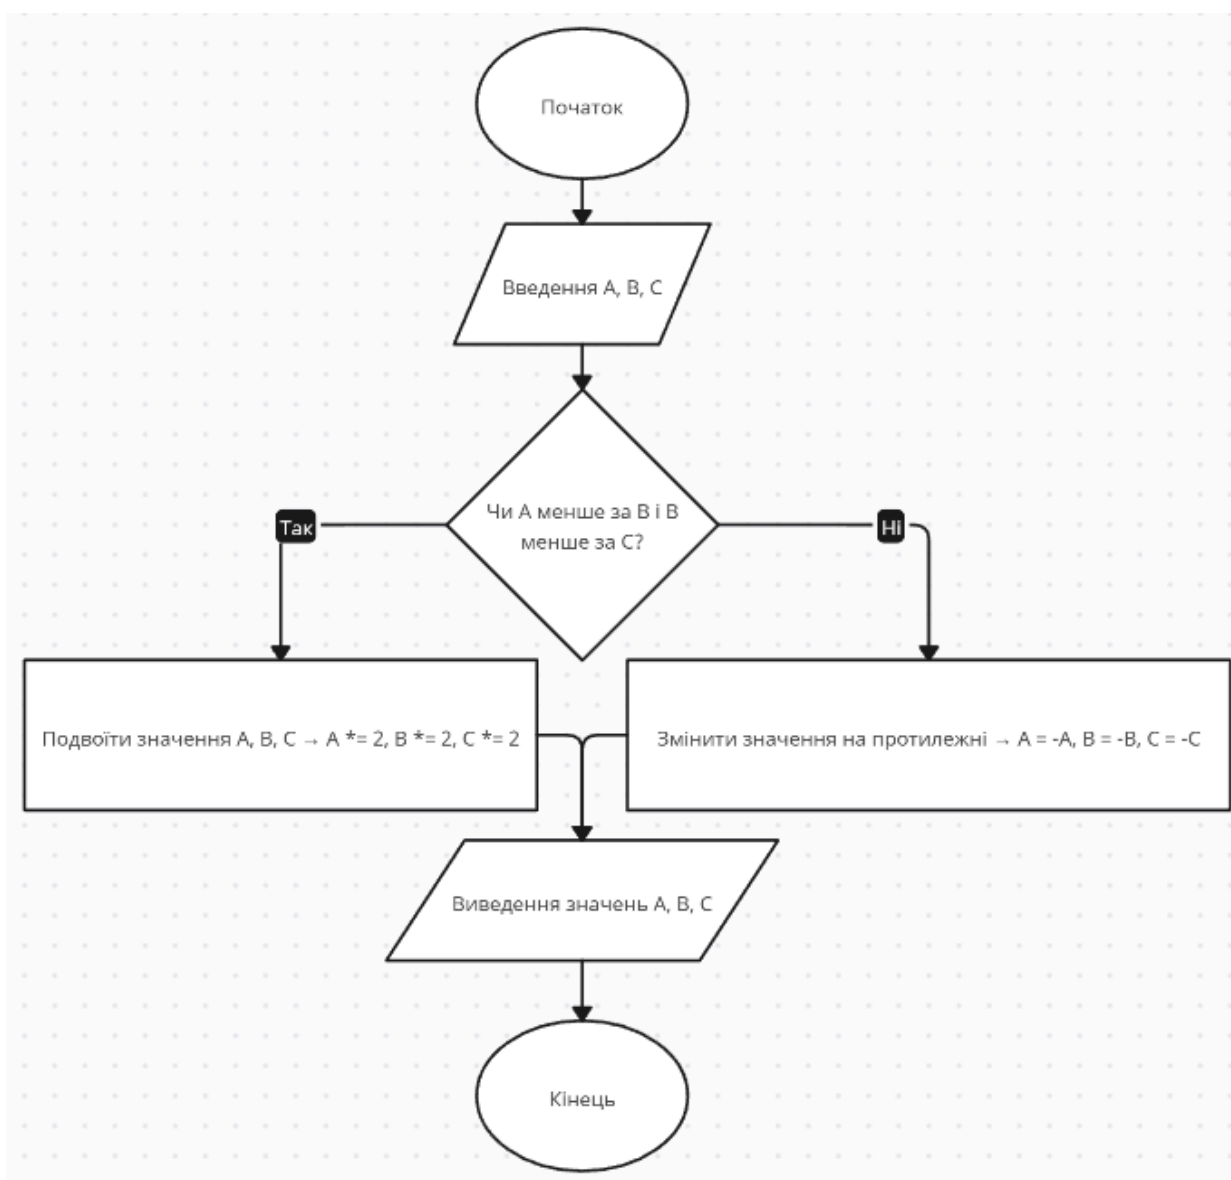 Початок
Введення A, B, C
Чи A менше за B і B
менше за C?
Так
Ні
Подвоїти значення A, B, C → A *= 2, B *= 2, C *= 2
Змінити значення на протилежні → A = -A, B = -B, C = -C
Виведення значень A, B, C
Кінець